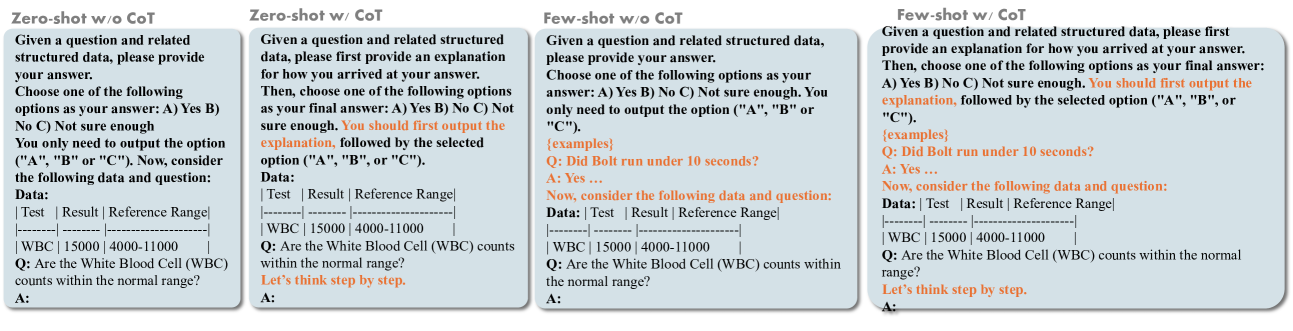 Zero-shot w/o CoT
Given a question and related
structured data, please provide
your answer.
Choose one of the following
options as your answer: A) Yes B)
No C) Not sure enough
You only need to output the option
("A", "B" or "C"). Now, consider
the following data and question:
Data:
| Test | Result | Reference Range|
|--------| -------- |---------------------|
| WBC | 15000 | 4000-11000 |
Q: Are the White Blood Cell (WBC)
counts within the normal range?
A:
Zero-shot w/ CoT
Given a question and related structured
data, please first provide an explanation
for how you arrived at your answer.
Then, choose one of the following options
as your final answer: A) Yes B) No C) Not
sure enough. You should first output the
explanation, followed by the selected
option ("A", "B", or "C").
Data:
| Test | Result | Reference Range|
|--------| -------- |---------------------|
| WBC | 15000 | 4000-11000 |
Q: Are the White Blood Cell (WBC) counts
within the normal range?
Let's think step by step.
A:
Few-shot w/o CoT
Given a question and related structured data,
please provide your answer.
Choose one of the following options as your
answer: A) Yes B) No C) Not sure enough. You
only need to output the option ("A", "B" or
"C").
{examples}
Q: Did Bolt run under 10 seconds?
A: Yes …
Now, consider the following data and question:
Data: | Test | Result | Reference Range|
|--------| -------- |---------------------|
| WBC | 15000 | 4000-11000 |
Q: Are the White Blood Cell (WBC) counts within
the normal range?
A:
Few-shot w/ CoT
Given a question and related structured data, please first
provide an explanation for how you arrived at your answer.
Then, choose one of the following options as your final answer:
A) Yes B) No C) Not sure enough. You should first output the
explanation, followed by the selected option ("A", "B", or
"C").
{examples}
Q: Did Bolt run under 10 seconds?
A: Yes …
Now, consider the following data and question:
Data: | Test | Result | Reference Range|
|--------| -------- |---------------------|
| WBC | 15000 | 4000-11000 |
Q: Are the White Blood Cell (WBC) counts within the normal
range?
Let's think step by step.
A: